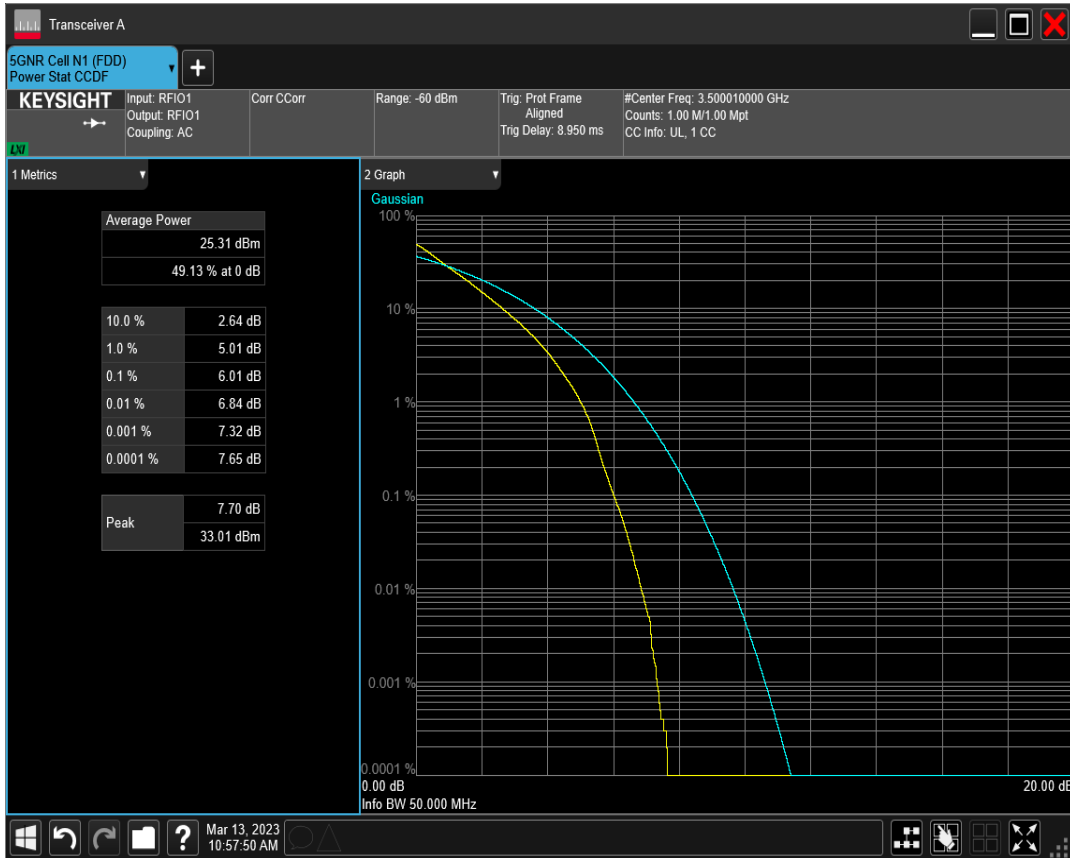 Transceiver A
5GNR Cell N1 (FDD)
Power Stat CCDF
+
KEYSIGHT
LXI
Input: RFIO1
Output: RFIO1
Coupling: AC
Corr CCorr
Range: -60 dBm
Trig: Prot Frame
Aligned
Trig Delay: 8.950 ms
#Center Freq: 3.500010000 GHz
Counts: 1.00 M/1.00 Mpt
CC Info: UL, 1 CC
1 Metrics
Average Power
25.31 dBm
49.13 % at 0 dB
10.0 % 2.64 dB
1.0 % 5.01 dB
0.1 % 6.01 dB
0.01 % 6.84 dB
0.001 % 7.32 dB
0.0001 % 7.65 dB
Peak 7.70 dB
33.01 dBm
2 Graph
Gaussian
100 %
10 %
1 %
0.1 %
0.01 %
0.001 %
0.0001 %
0.00 dB 20.00 dB
Info BW 50.000 MHz
?
Mar 13, 2023
10:57:50 AM